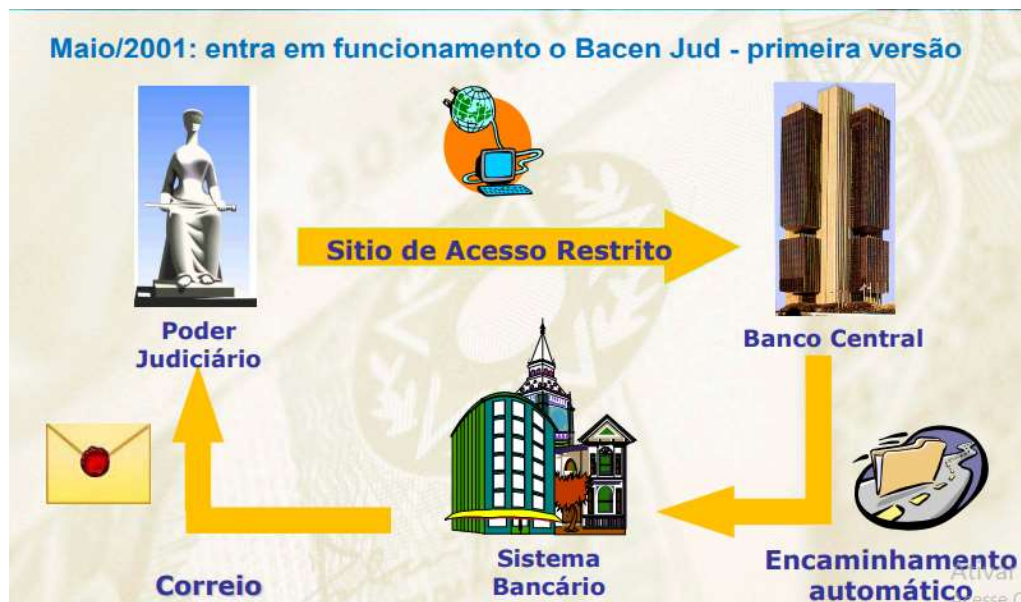 Maio/2001: entra em funcionamento o Bacen Jud - primeira versão
Sitio de Acesso Restrito
Poder
Judiciário
Banco Central
Sistema
Bancário
Correio
Encaminhamento
automático
Ativar